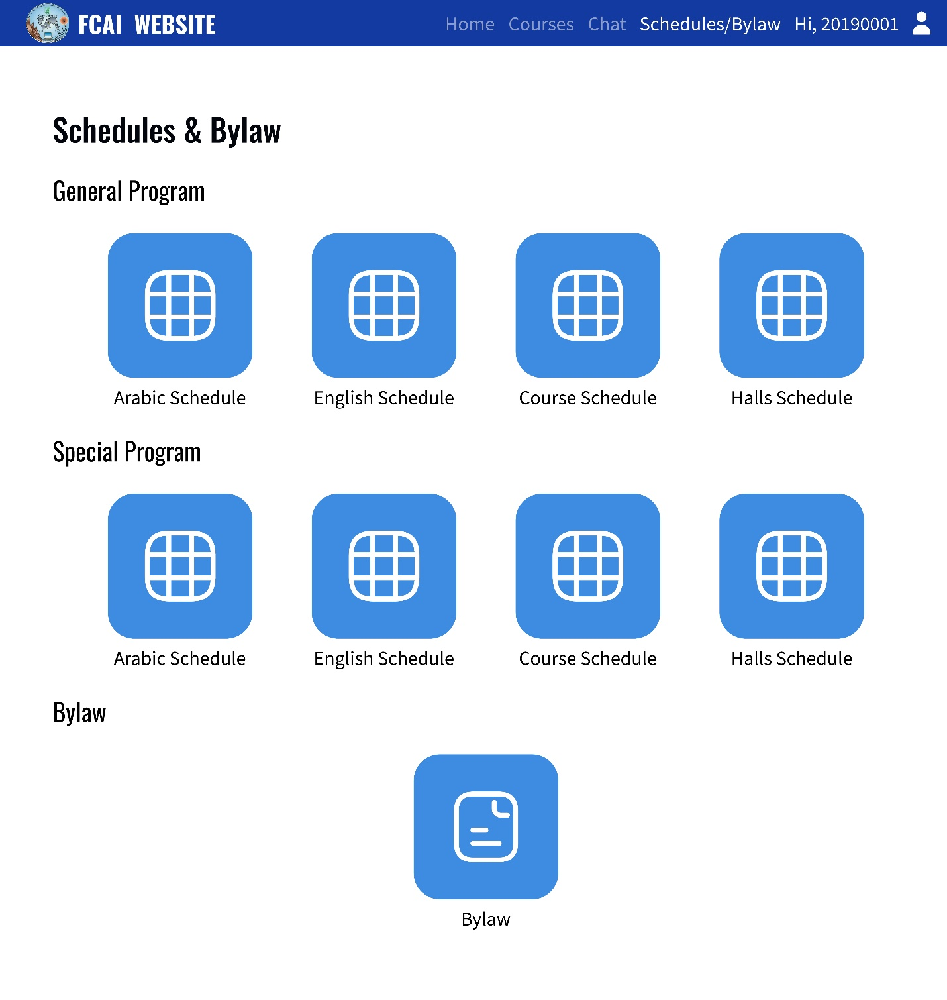 FCAI WEBSITE
Home Courses Chat Schedules/Bylaw Hi, 20190001
Schedules & Bylaw
General Program
Arabic Schedule English Schedule Course Schedule Halls Schedule
Special Program
Arabic Schedule English Schedule Course Schedule Halls Schedule
Bylaw
Bylaw